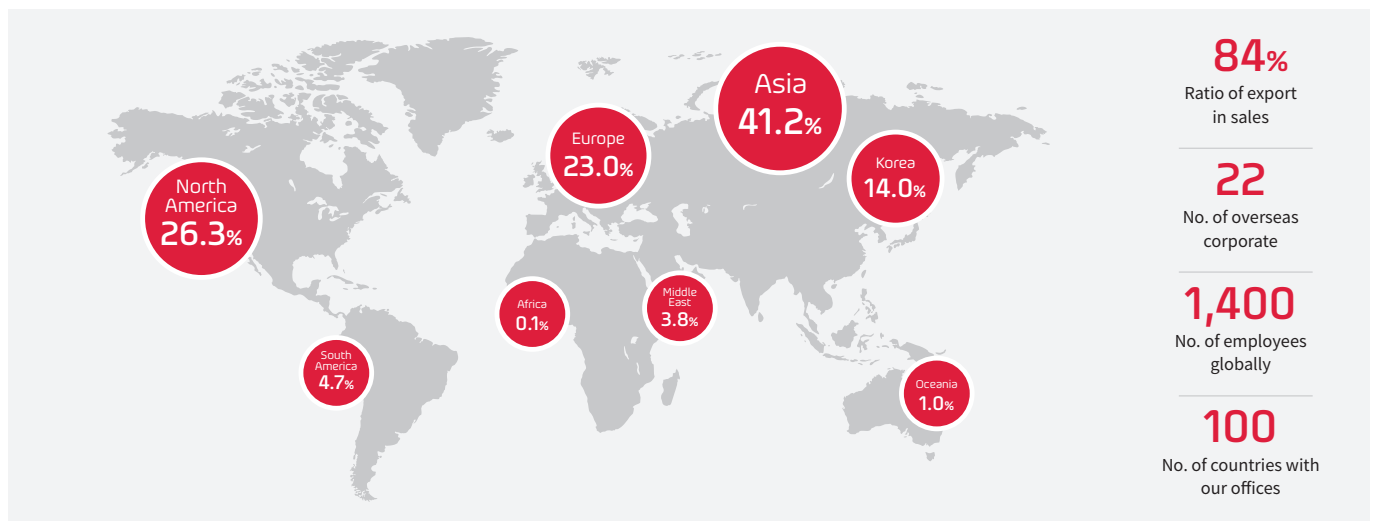 Asia
41.2%
Europe
23.0%
Korea
14.0%
North
America
26.3%
Africa
0.1%
Middle
East
3.8%
South
America
4.7%
Oceania
1.0%
84%
Ratio of export
in sales
22
No. of overseas
corporate
1,400
No. of employees
globally
100
No. of countries with
our offices